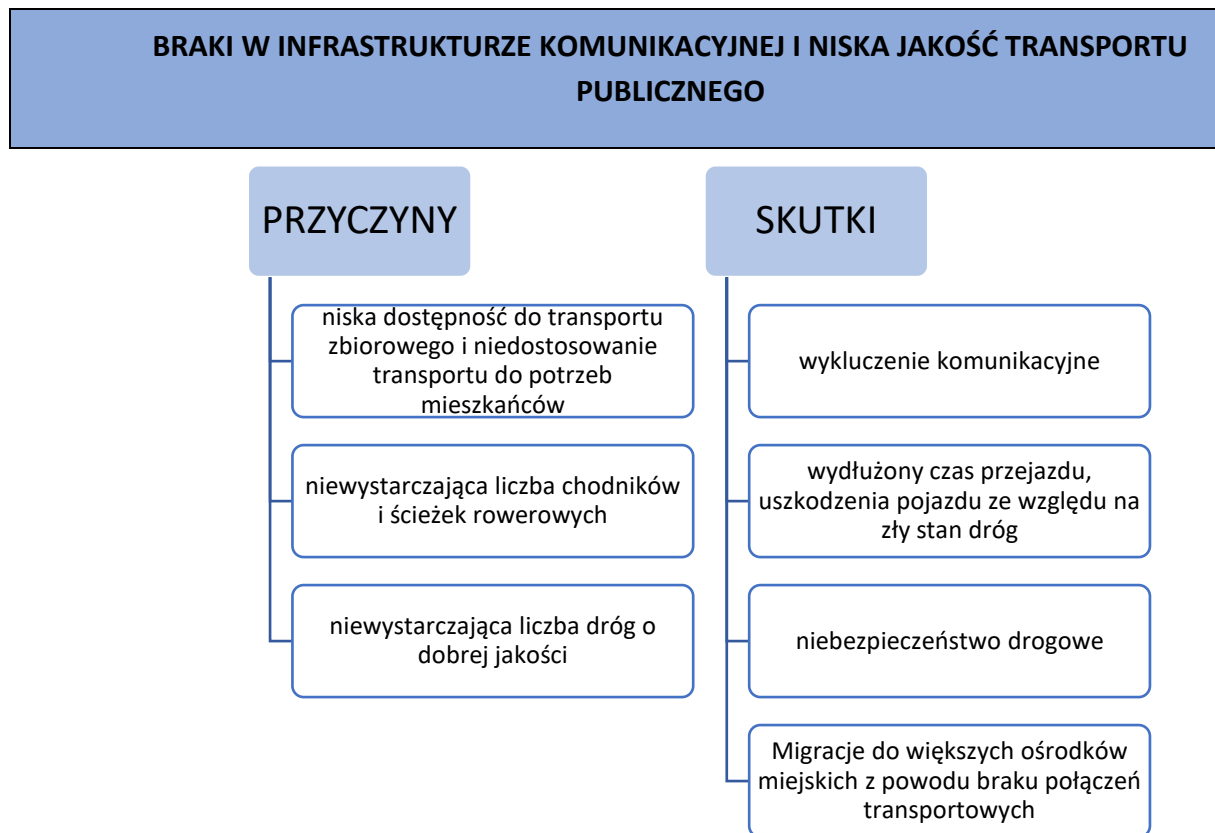 BRAKI W INFRASTRUKTURZE KOMUNIKACYJNEJ I NISKA JAKOŚĆ TRANSPORTU
PUBLICZNEGO
PRZYCZYNY
niska dostępność do transportu
zbiorowego i niedostosowanie
transportu do potrzeb
mieszkańców
niewystarczająca liczba chodników
i ścieżek rowerowych
niewystarczająca liczba dróg o
dobrej jakości
SKUTKI
wykluczenie komunikacyjne
wydłużony czas przejazdu,
uszkodzenia pojazdu ze względu na
zły stan dróg
niebezpieczeństwo drogowe
Migracje do większych ośrodków
miejskich z powodu braku połączeń
transportowych